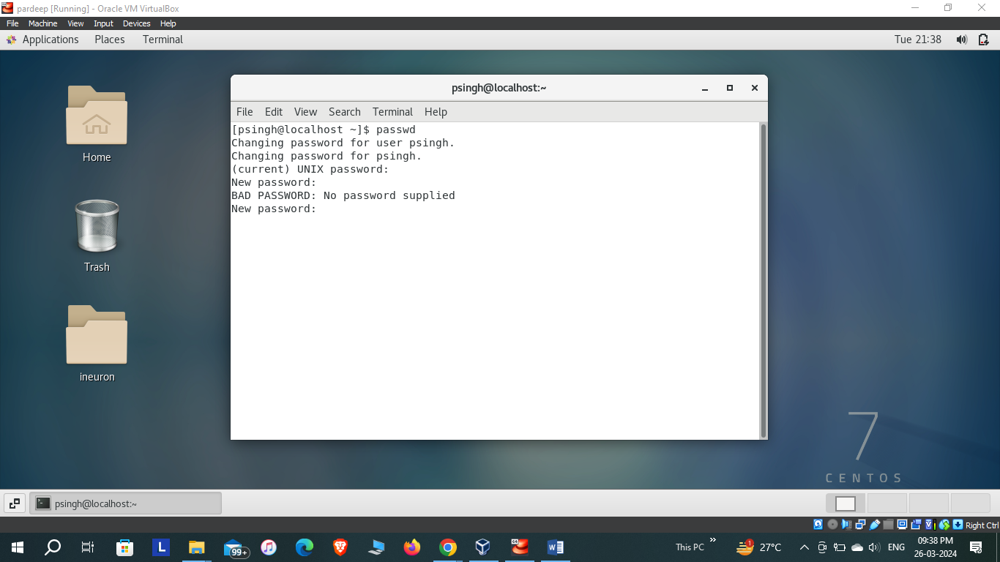 pardeep [Running] - Oracle VM VirtualBox
File Machine View Input Devices Help
Applications Places Terminal Tue 21:38
psingh@localhost:~
File Edit View Search Terminal Help
[psingh@localhost ~]$ passwd
Changing password for user psingh.
Changing password for psingh.
(current) UNIX password:
New password:
BAD PASSWORD: No password supplied
New password:
Home
Trash
ineuron
7
CENTOS
psingh@localhost:~
Right Ctrl
L
99+
This PC
»
1
27°C
ENG
09:38 PM
26-03-2024